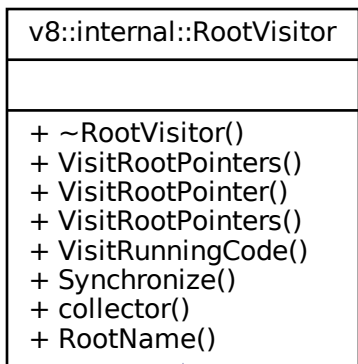 v8::internal::RootVisitor
+ ~RootVisitor()
+ VisitRootPointers()
+ VisitRootPointer()
+ VisitRootPointers()
+ VisitRunningCode()
+ Synchronize()
+ collector()
+ RootName()